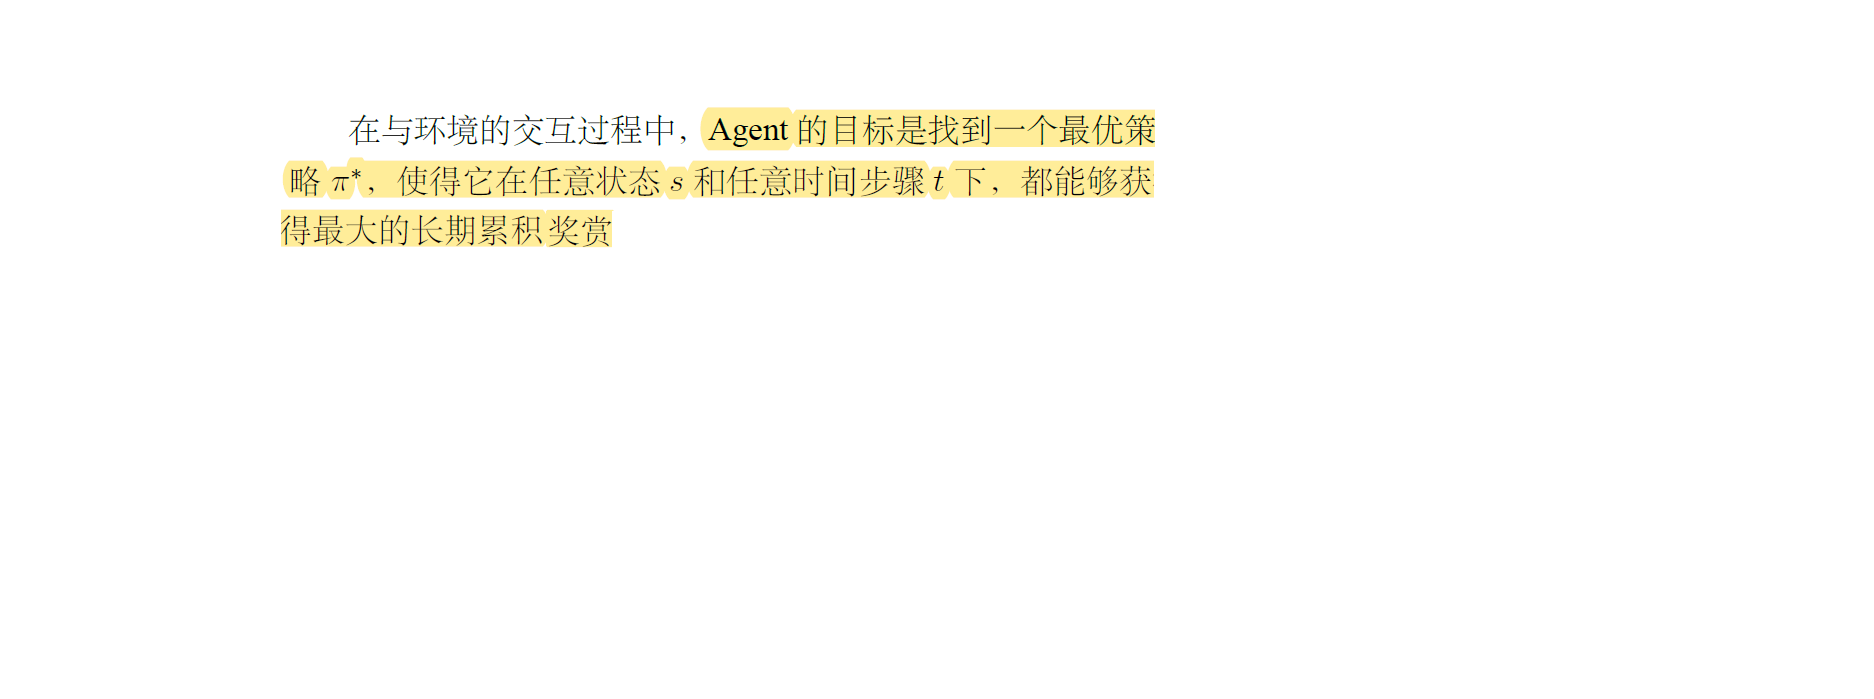 在与环境的交互过程中，Agent 的目标是找到一个最优策
略 π*，使得它在任意状态 s 和任意时间步骤 t 下，都能够获
得最大的长期累积奖赏